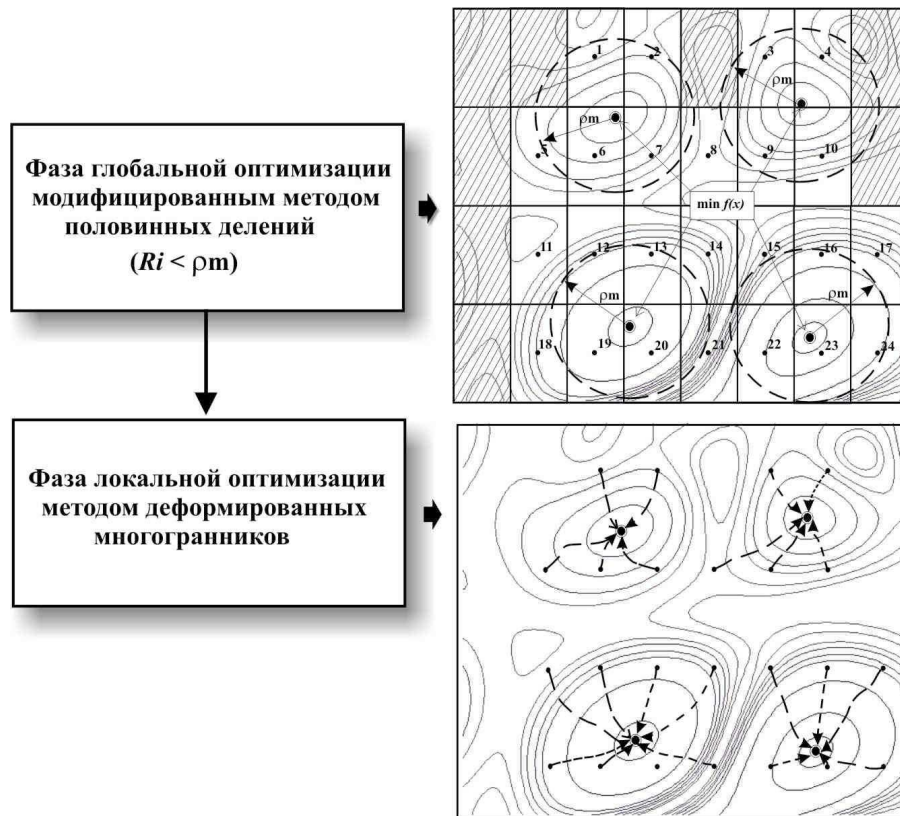 Фаза глобальной оптимизации
модифицированным методом
половинных делений
(Ri < ρm)
Фаза локальной оптимизации
методом деформированных
многогранников
1 2 3 4
ρm
ρm
5 6 7 8 9 10
min f(x)
11 12 13 14 15 16 17
ρm ρm
18 19 20 21 22 23 24